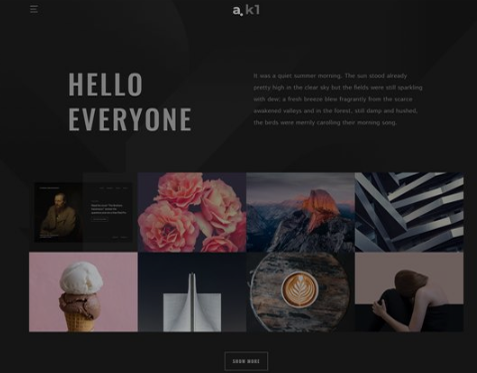 a.k1
HELLO
EVERYONE
It was a quiet summer morning. The sun stood already
pretty high in the clear sky but the fields were still sparkling
with dew; a fresh breeze blew fragrantly from the scarce
awakened valleys and in the forest, still damp and hushed,
the birds were merrily carolling their morning song.
SHOW MORE